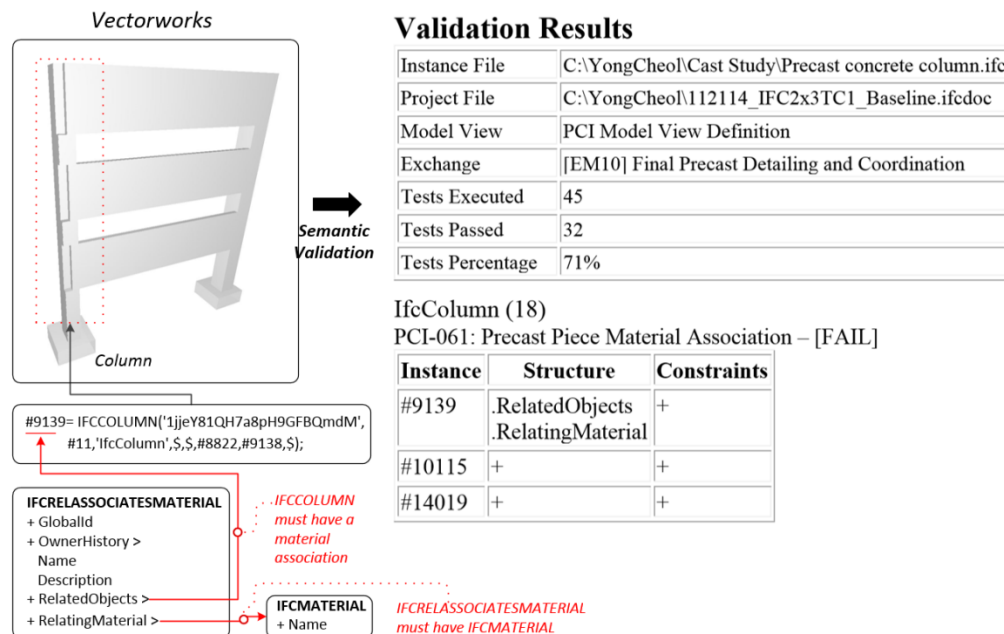 Vectorworks
Column
#9139= IFCCOLUMN('1jjeY81QH7a8pH9GFBQmdM',
#11,'IfcColumn',$,$,#8822,#9138,$);
IFCRELASSOCIATESMATERIAL
+ GlobalId
+ OwnerHistory >
Name
Description
+ RelatedObjects >
+ RelatingMaterial >
IFCCOLUMN
must have a
material
association
IFCMATERIAL
+ Name
IFCRELASSOCIATESMATERIAL
must have IFCMATERIAL
Semantic
Validation
Validation Results
Instance File C:\YongCheol\Cast Study\Precast concrete column.ifc
Project File C:\YongCheol\112114_IFC2x3TC1_Baseline.ifcdoc
Model View PCI Model View Definition
Exchange [EM10] Final Precast Detailing and Coordination
Tests Executed 45
Tests Passed 32
Tests Percentage 71%
IfcColumn (18)
PCI-061: Precast Piece Material Association – [FAIL]
Instance Structure Constraints
#9139 .RelatedObjects +
.RelatingMaterial
#10115 + +
#14019 + +